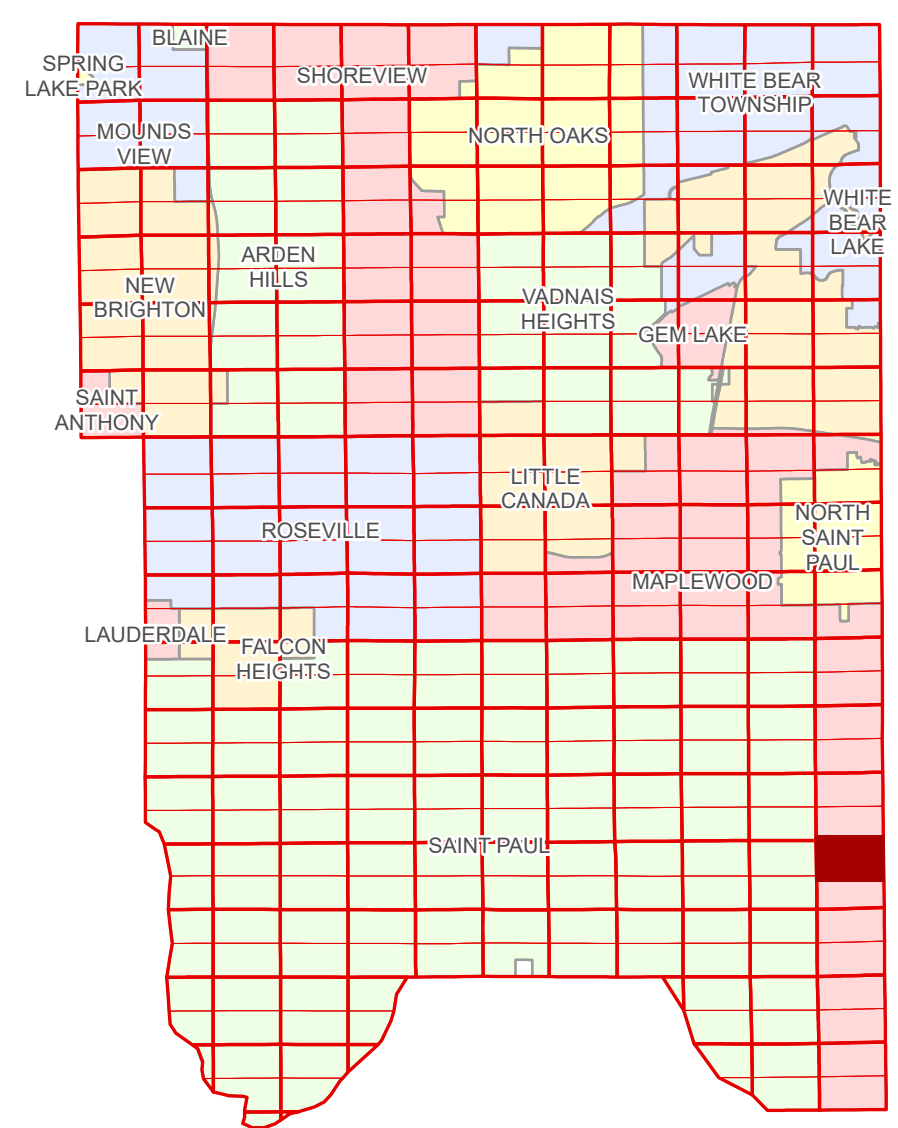 BLAINE
SPRING
LAKE PARK
SHOREVIEW
WHITE BEAR
TOWNSHIP
MOUNDS
VIEW
NORTH OAKS
WHITE
BEAR
LAKE
ARDEN
HILLS
NEW
BRIGHTON
VADNAIS
HEIGHTS
GEM LAKE
SAINT
ANTHONY
LITTLE
CANADA
ROSEVILLE
NORTH
SAINT
PAUL
MAPLEWOOD
LAUDERDALE
FALCON
HEIGHTS
SAINT PAUL